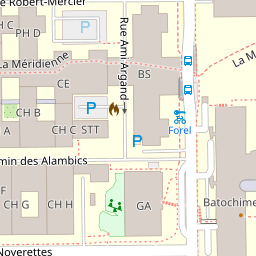 e Robert-Mercier
PH D
CH C
Rue Ami Argand
La Méridienne
BS
La M
CE
P
CH B
A
CH C
STT
P
Forel
min des Alambics
F
G
CH H
GA
Batochime
Noverettes